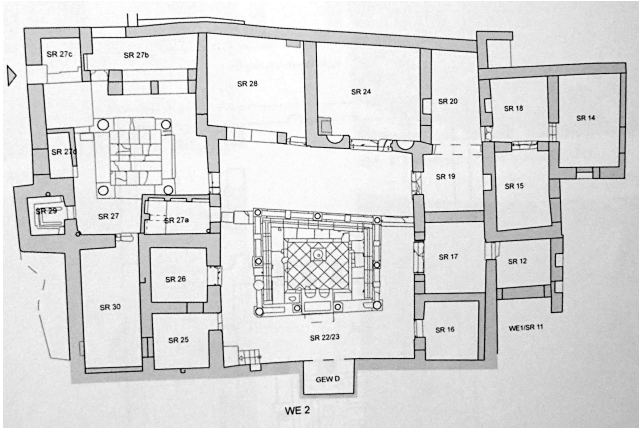 SR 27c
SR 27b
SR 28
SR 24
SR 20
SR 18
SR 14
SR 27d
SR 19
SR 15
SR 29
SR 27
SR 27a
SR 17
SR 12
SR 26
SR 30
SR 25
SR 22/23
SR 16
WE1/SR 11
GEW D
WE 2